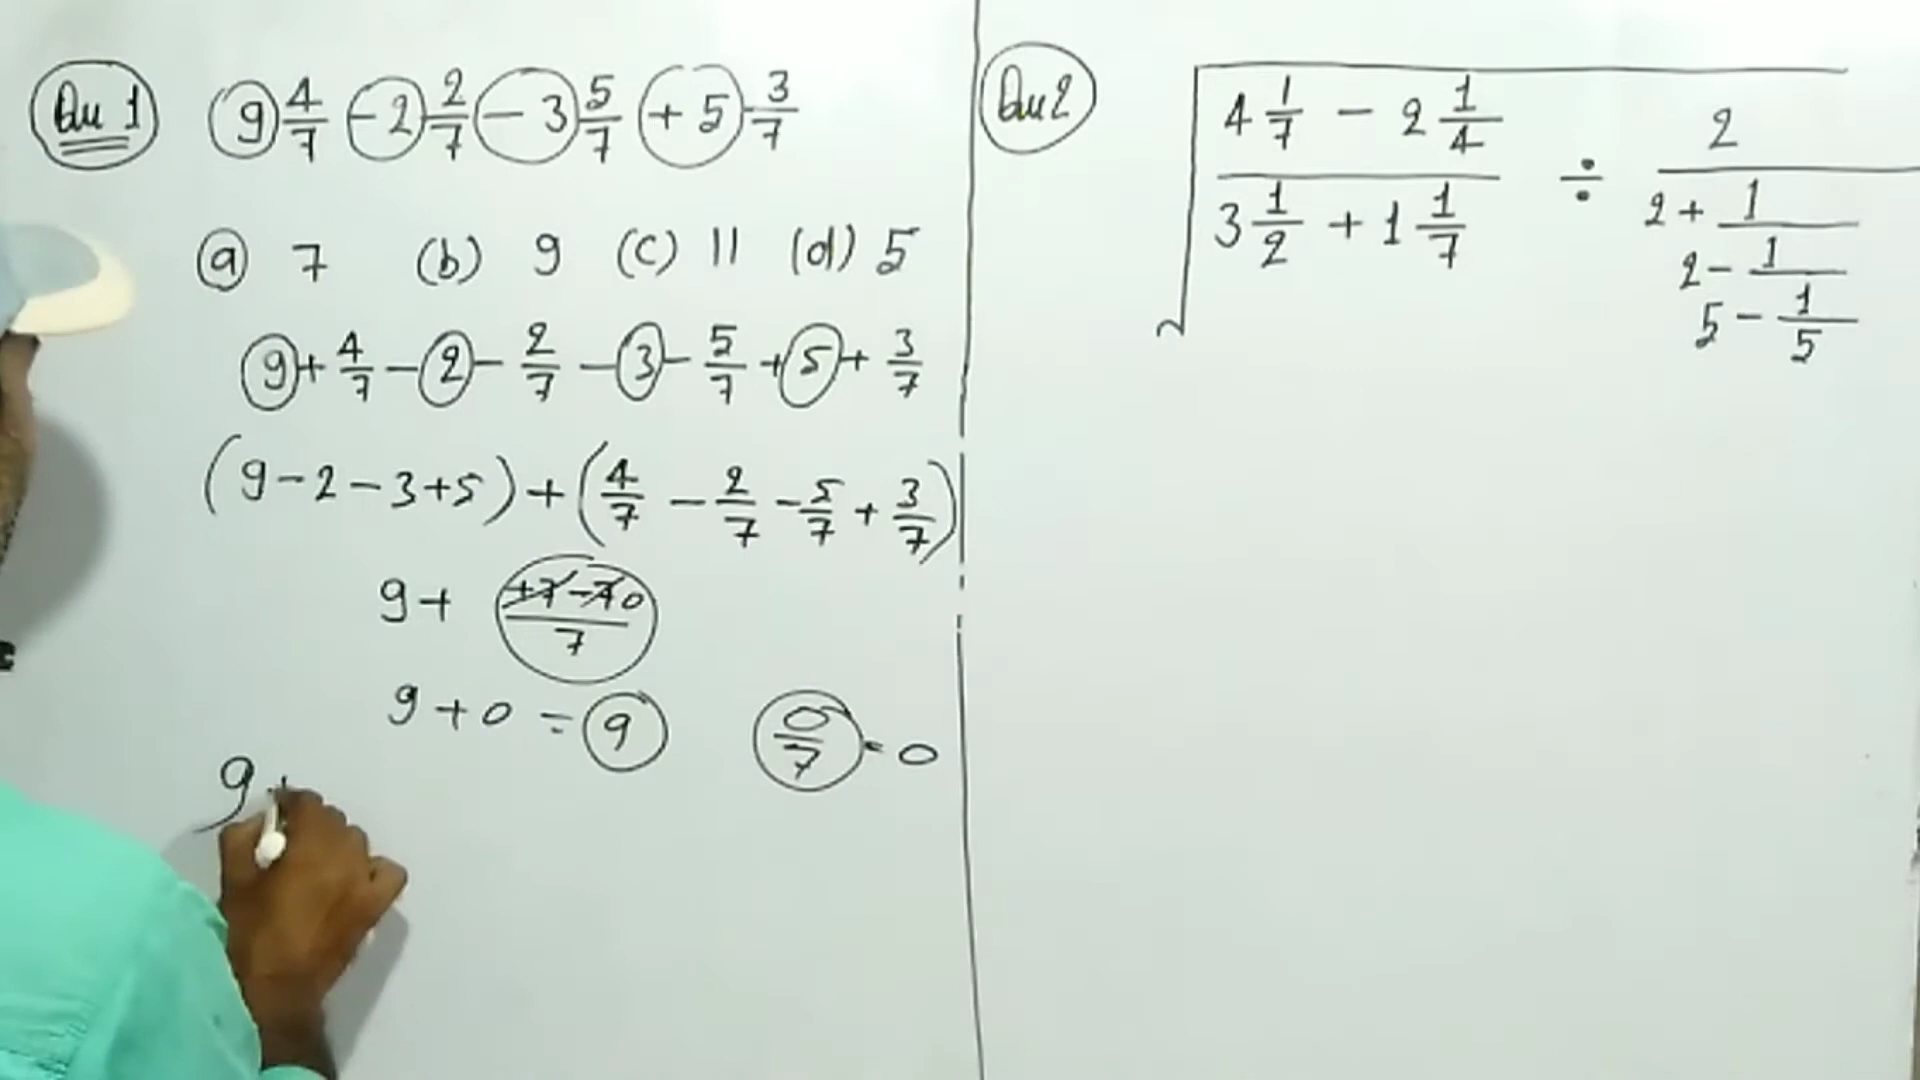 Qu 1 9 4/7 - 2 2/7 - 3 5/7 + 5 3/7
(a) 7 (b) 9 (c) 11 (d) 5
9 + 4/7 - 2 - 2/7 - 3 - 5/7 + 5 + 3/7
(9 - 2 - 3 + 5) + (4/7 - 2/7 - 5/7 + 3/7)
9 + (+7 - 7 0)/7
9 + 0 = 9 0/7 = 0
9 +
Qu 2 √ (4 1/7 - 2 1/4)/(3 1/2 + 1 1/7) ÷ 2/(2 + 1/(2 - 1/(5 - 1/5)))